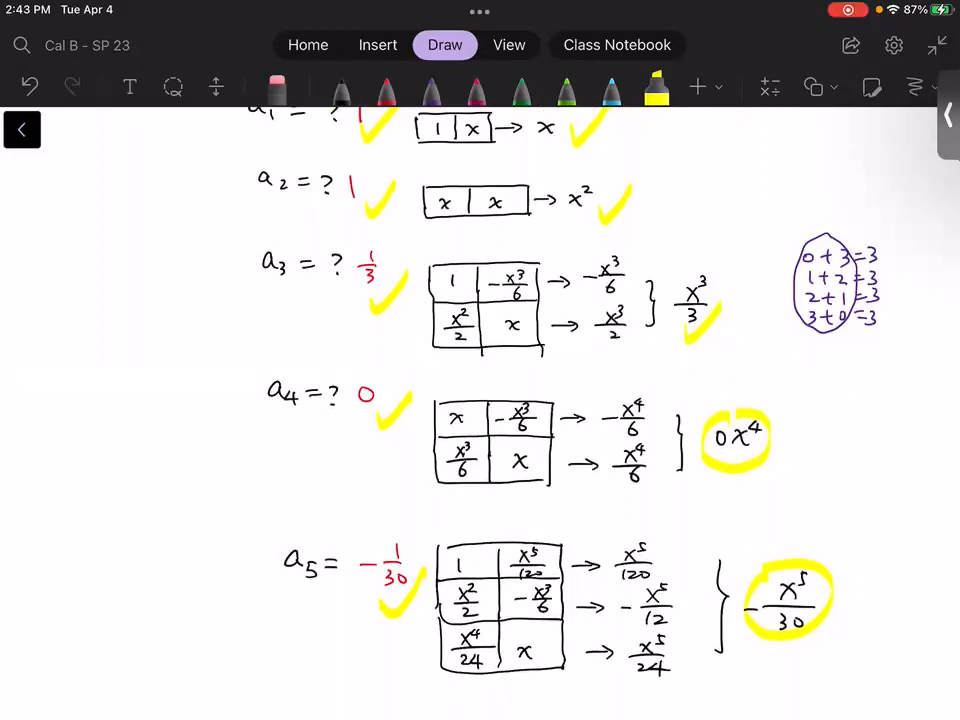 2:43 PM Tue Apr 4
87%
Cal B - SP 23
Home Insert Draw View Class Notebook
a₁ = ? 1
1 | x → x
a₂ = ? 1
x | x → x²
a₃ = ? 1/3
1 | -x³/6 → -x³/6
x²/2 | x → x³/2
} x³/3
0+3=3
1+2=3
2+1=3
3+0=3
a₄ = ? 0
x | -x³/6 → -x⁴/6
x³/6 | x → x⁴/6
} 0x⁴
a₅ = -1/30
1 | x⁵/120 → x⁵/120
x²/2 | -x³/6 → -x⁵/12
x⁴/24 | x → x⁵/24
} -x⁵/30